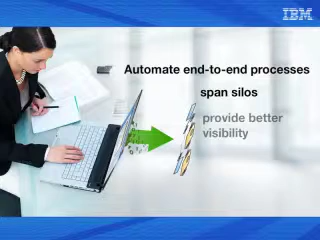 IBM
Automate end-to-end processes
span silos
provide better
visibility